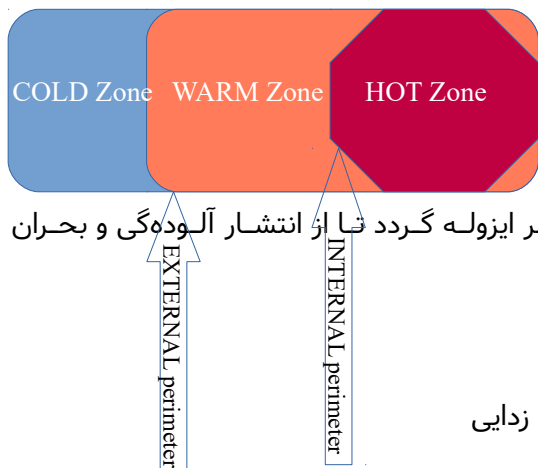 COLD Zone WARM Zone HOT Zone
ر ایزوله گردد تا از انتشار آلوده‌گی و بحران
EXTERNAL perimeter
INTERNAL perimeter
زدایی